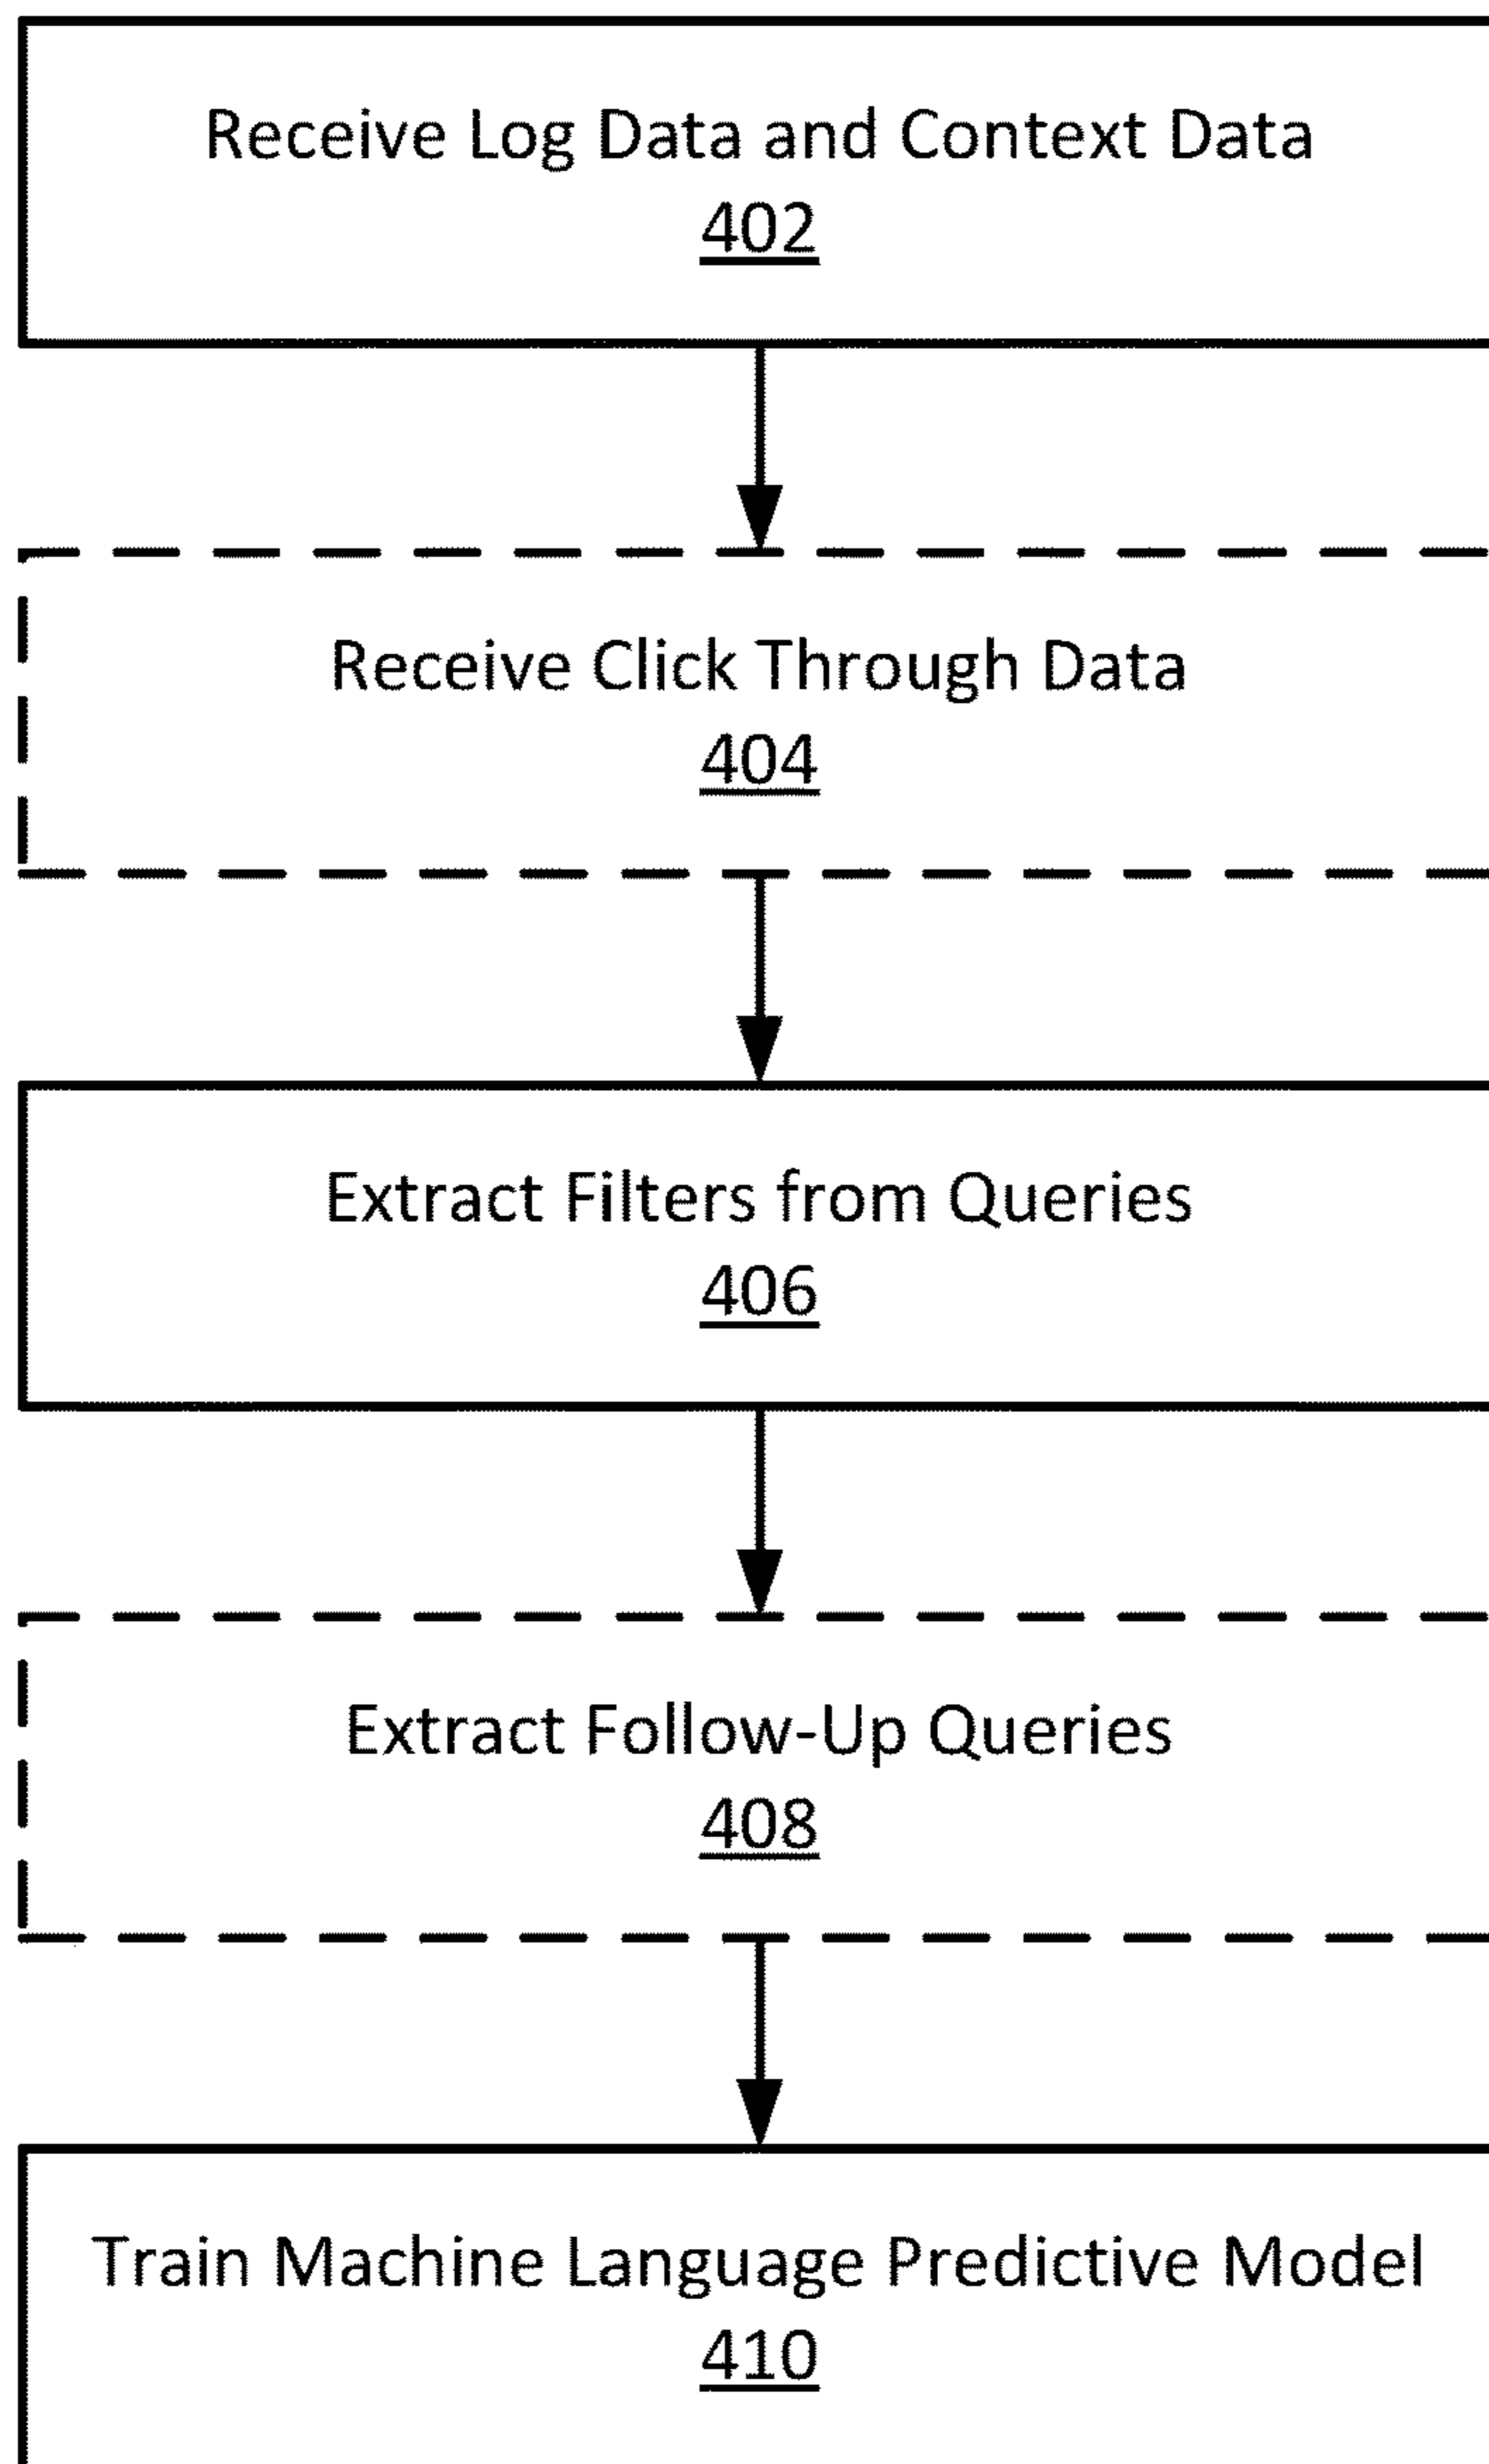 Receive Log Data and Context Data
402
Receive Click Through Data
404
Extract Filters from Queries
406
Extract Follow-Up Queries
408
Train Machine Language Predictive Model
410